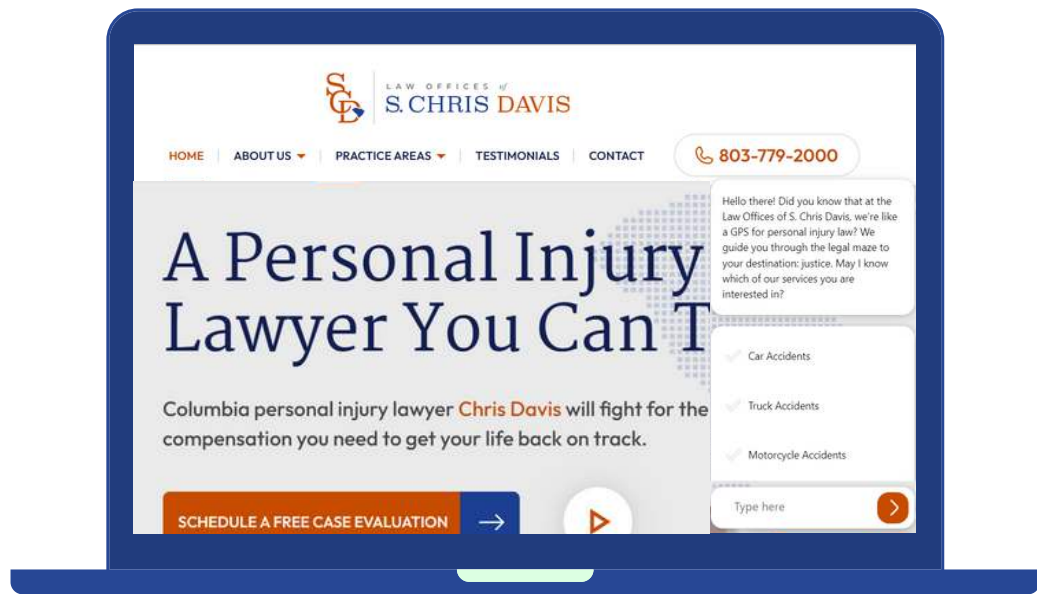 SCD
LAW OFFICES of
S. CHRIS DAVIS
HOME
ABOUT US
PRACTICE AREAS
TESTIMONIALS
CONTACT
803-779-2000
A Personal Injury
Lawyer You Can T
Columbia personal injury lawyer Chris Davis will fight for the
compensation you need to get your life back on track.
SCHEDULE A FREE CASE EVALUATION
Hello there! Did you know that at the
Law Offices of S. Chris Davis, we're like
a GPS for personal injury law? We
guide you through the legal maze to
your destination: justice. May I know
which of our services you are
interested in?
Car Accidents
Truck Accidents
Motorcycle Accidents
Type here